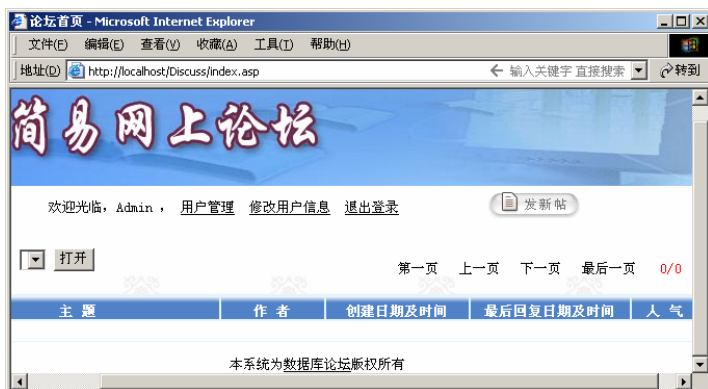 论坛首页 - Microsoft Internet Explorer
文件(F) 编辑(E) 查看(V) 收藏(A) 工具(T) 帮助(H)
地址(D) http://localhost/Discuss/index.asp 输入关键字 直接搜索 转到
简易网上论坛
欢迎光临，Admin ， 用户管理 修改用户信息 退出登录 发新帖
打开 第一页 上一页 下一页 最后一页 0/0
主 题 作 者 创建日期及时间 最后回复日期及时间 人 气
本系统为数据库论坛版权所有